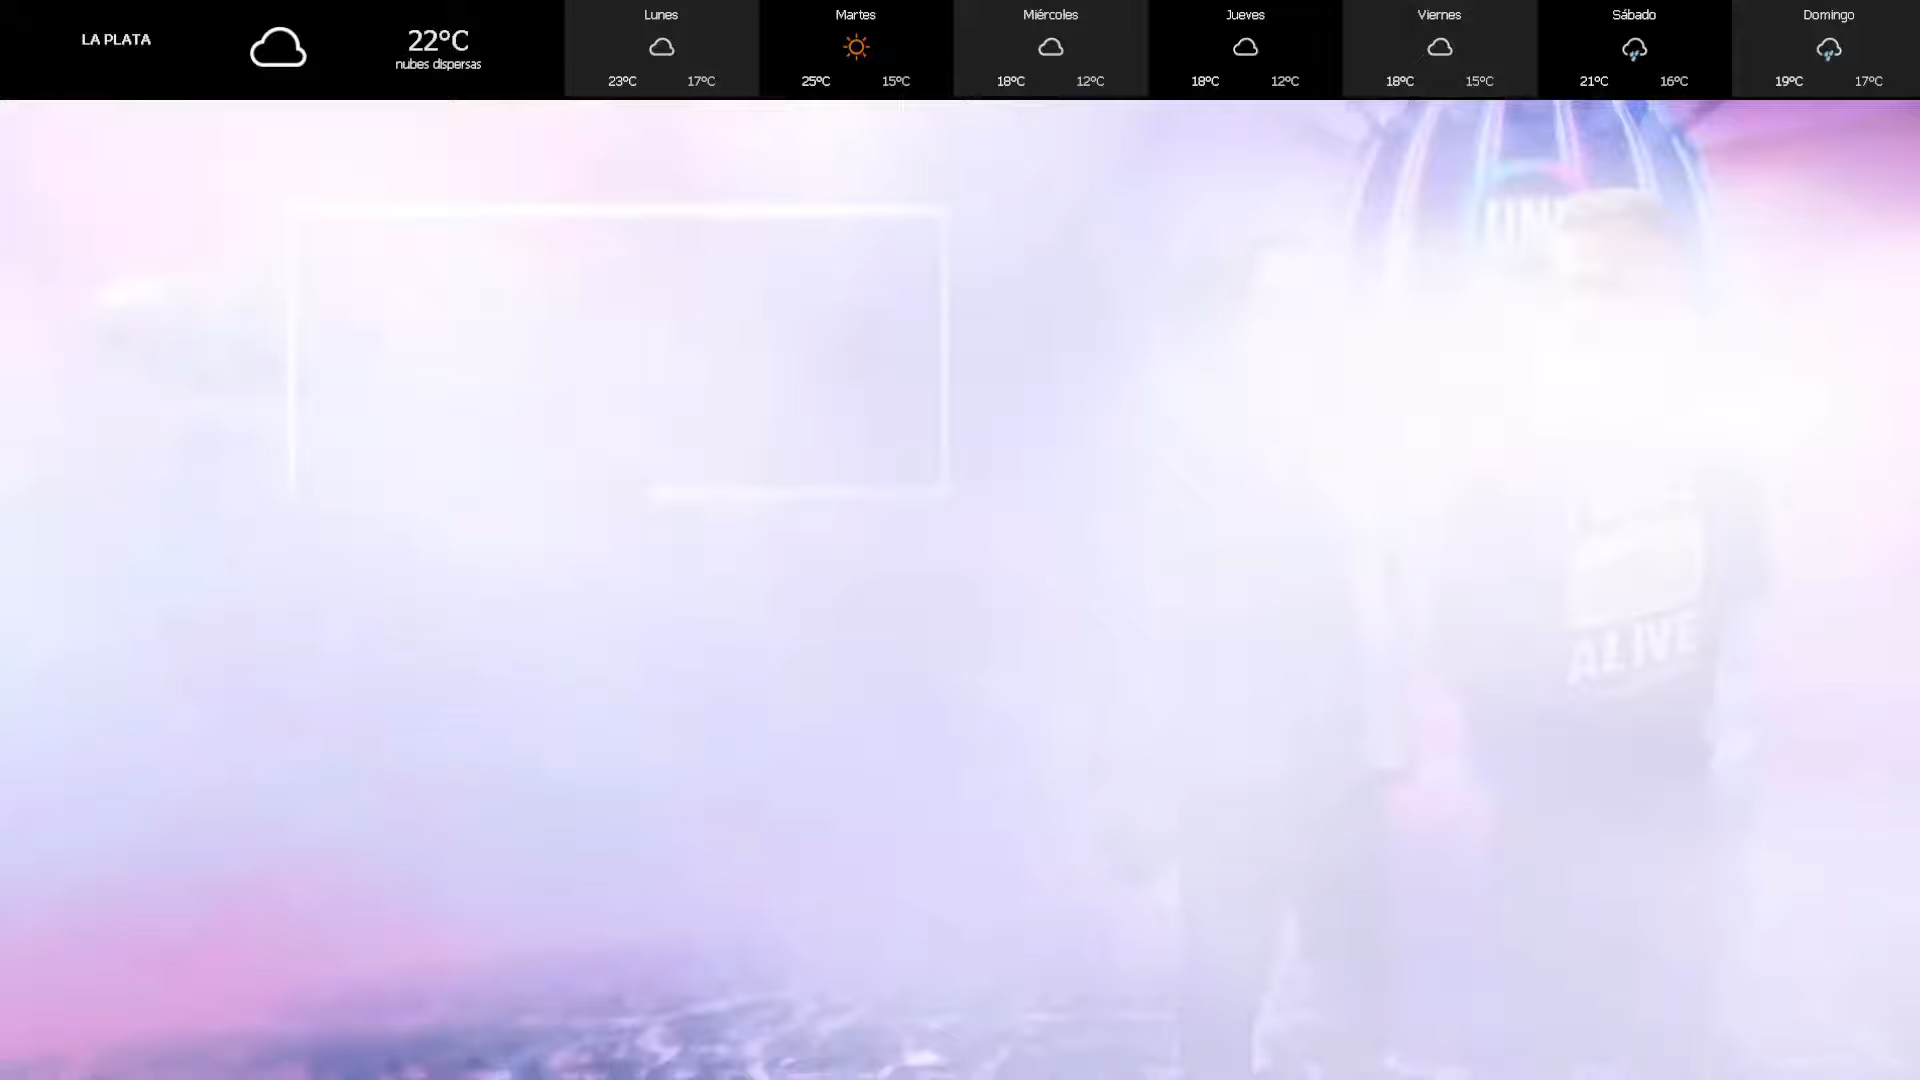 LA PLATA
22°C
nubes dispersas
Lunes
23°C 17°C
Martes
25°C 15°C
Miércoles
18°C 12°C
Jueves
18°C 12°C
Viernes
18°C 15°C
Sábado
21°C 16°C
Domingo
19°C 17°C
ALIVE